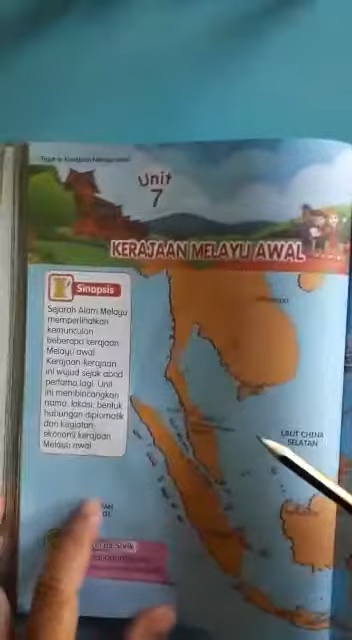 Unit
7
KERAJAAN MELAYU AWAL
Sinopsis
Sejarah Alam Melayu
memperlihatkan
kemunculan
beberapa kerajaan
Melayu awal.
Kerajaan-kerajaan
ini wujud sejak abad
pertama lagi. Unit
ini membincangkan
nama, lokasi, bentuk
hubungan diplomatik
dan kegiatan
ekonomi kerajaan
Melayu awal.
LAUT CHINA
SELATAN
Sivik